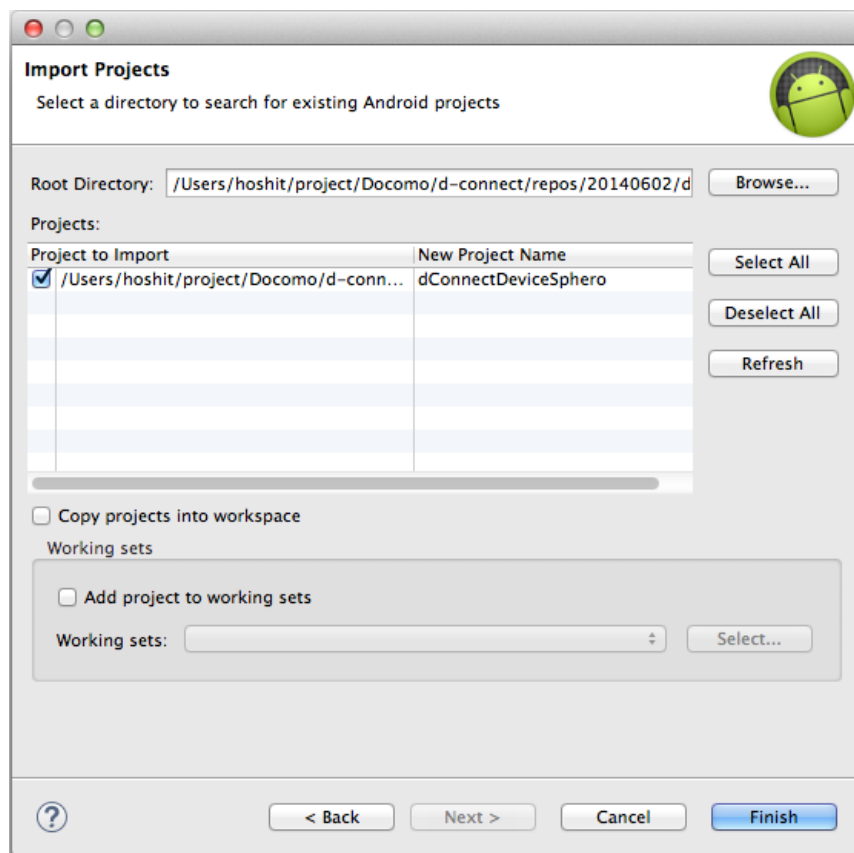 Import Projects
Select a directory to search for existing Android projects
Root Directory: /Users/hoshit/project/Docomo/d-connect/repos/20140602/d Browse...
Projects:
Project to Import New Project Name
/Users/hoshit/project/Docomo/d-conn... dConnectDeviceSphero
Select All
Deselect All
Refresh
Copy projects into workspace
Working sets
Add project to working sets
Working sets: Select...
? < Back Next > Cancel Finish